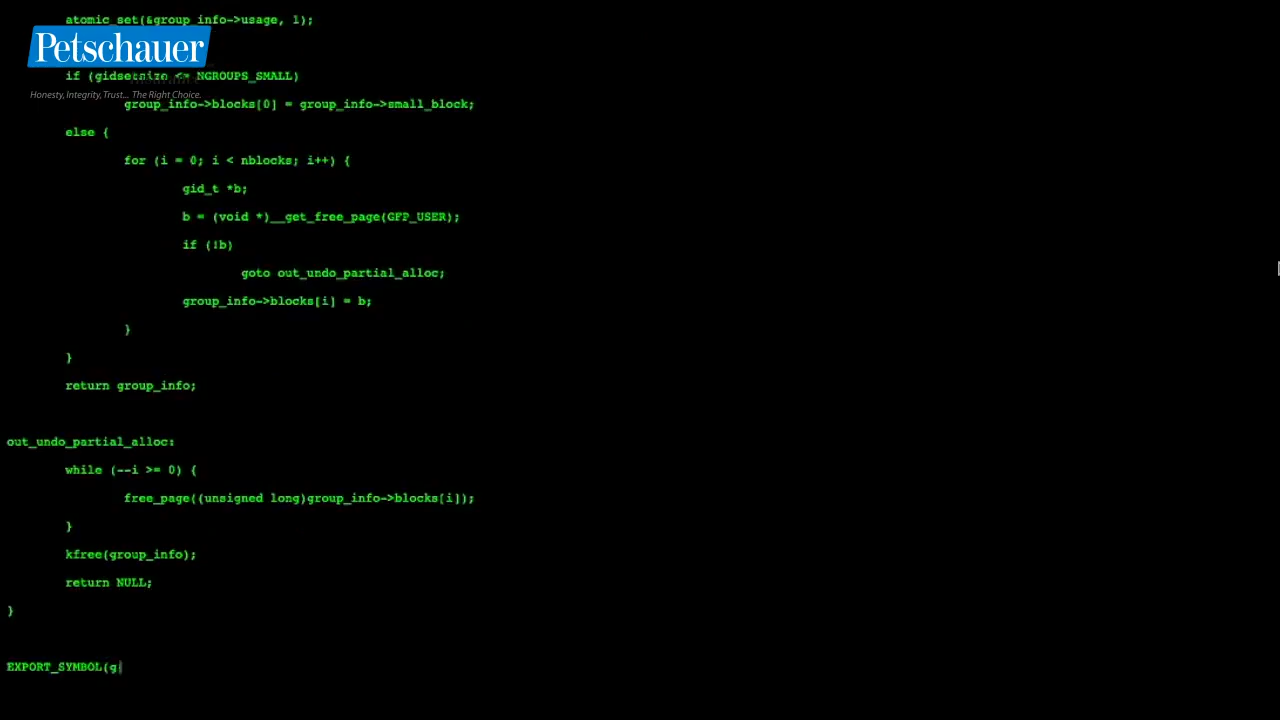 atomic_set(&group_info->usage, 1);
Petschauer
if (gidsetsize <= NGROUPS_SMALL)
Honesty, Integrity, Trust... The Right Choice.
group_info->blocks[0] = group_info->small_block;
else {
for (i = 0; i < nblocks; i++) {
gid_t *b;
b = (void *)__get_free_page(GFP_USER);
if (!b)
goto out_undo_partial_alloc;
group_info->blocks[i] = b;
}
}
return group_info;
out_undo_partial_alloc:
while (--i >= 0) {
free_page((unsigned long)group_info->blocks[i]);
}
kfree(group_info);
return NULL;
}
EXPORT_SYMBOL(g